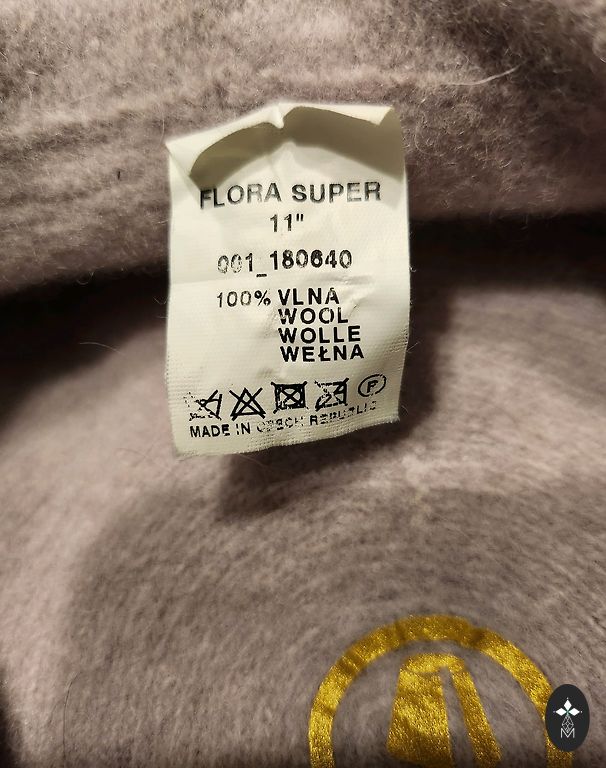 FLORA SUPER
11"
001_180640
100% VLNA
WOOL
WOLLE
WEŁNA
P
MADE IN CZECH REPUBLIC
M